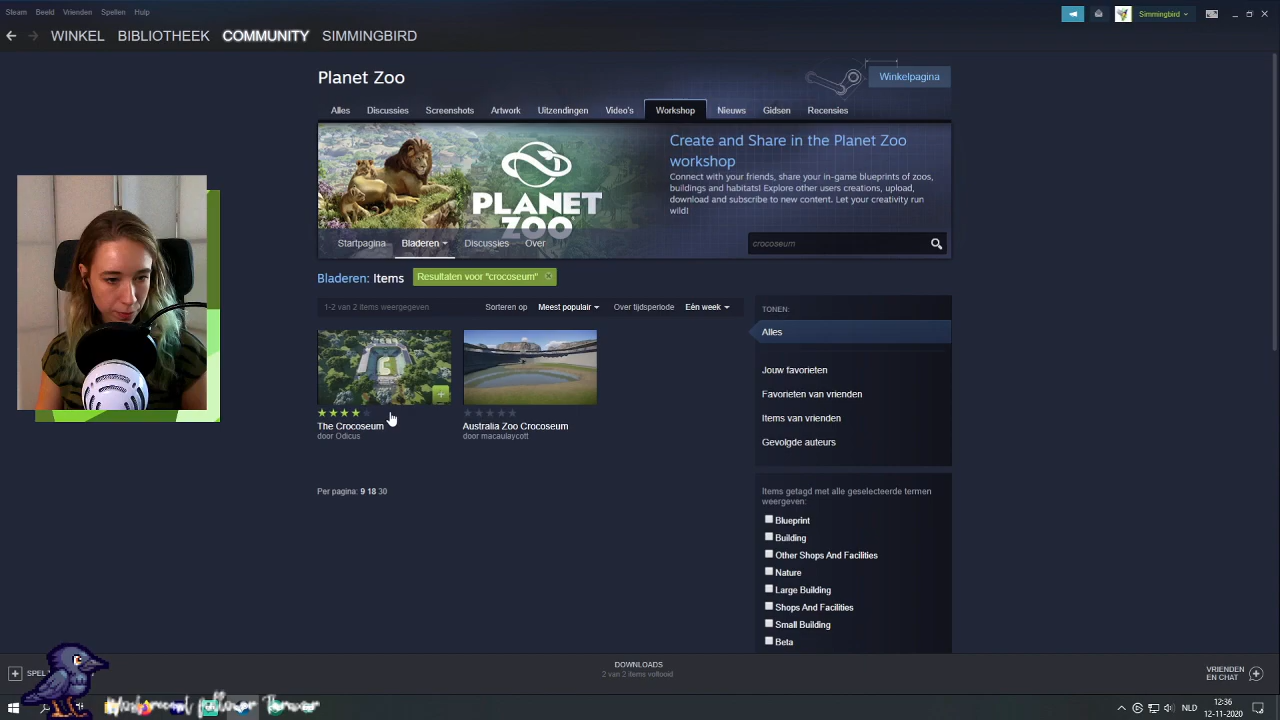 Steam Beeld Vrienden Spellen Hulp
Simmingbird
WINKEL BIBLIOTHEEK COMMUNITY SIMMINGBIRD
Planet Zoo
Winkelpagina
Alles Discussies Screenshots Artwork Uitzendingen Video's Workshop Nieuws Gidsen Recensies
Create and Share in the Planet Zoo
workshop
Connect with your friends, share your in-game blueprints of zoos,
buildings and habitats! Explore other users creations, upload,
download and subscribe to new content. Let your creativity run
wild!
PLANET
ZOO
Startpagina Bladeren Discussies Over
crocoseum
Bladeren: Items Resultaten voor "crocoseum"
1-2 van 2 items weergegeven Sorteren op Meest populair Over tijdsperiode Eén week
The Crocoseum
door Odicus
Australia Zoo Crocoseum
door macaulaycott
Per pagina: 9 18 30
TONEN:
Alles
Jouw favorieten
Favorieten van vrienden
Items van vrienden
Gevolgde auteurs
Items getagd met alle geselecteerde termen
weergeven:
Blueprint
Building
Other Shops And Facilities
Nature
Large Building
Shops And Facilities
Small Building
Beta
SPEL
DOWNLOADS
2 van 2 items voltooid
VRIENDEN
EN CHAT
NLD
12:36
12-11-2020